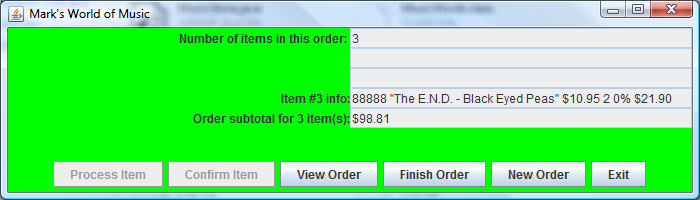 Mark's World of Music
Number of items in this order: 3
Item #3 info: 88888 "The E.N.D. - Black Eyed Peas" $10.95 2 0% $21.90
Order subtotal for 3 item(s): $98.81
Process Item Confirm Item View Order Finish Order New Order Exit